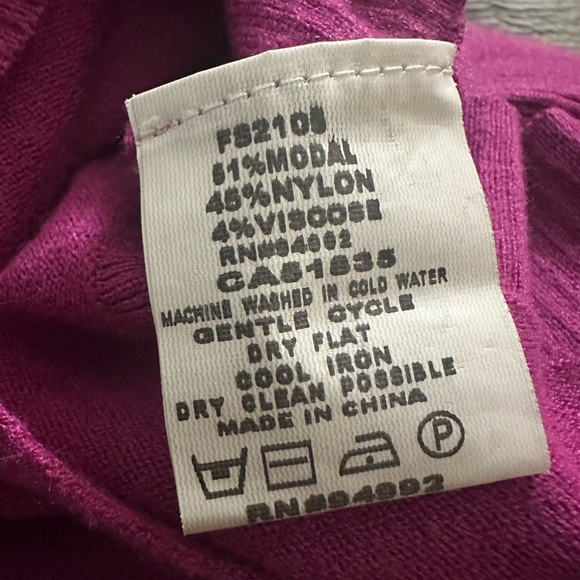 FS2105
51%MODAL
45%NYLON
4%VISCOSE
RN#94992
CA51835
MACHINE WASHED IN COLD WATER
GENTLE CYCLE
DRY FLAT
COOL IRON
DRY CLEAN POSSIBLE
MADE IN CHINA
P
RN#94992